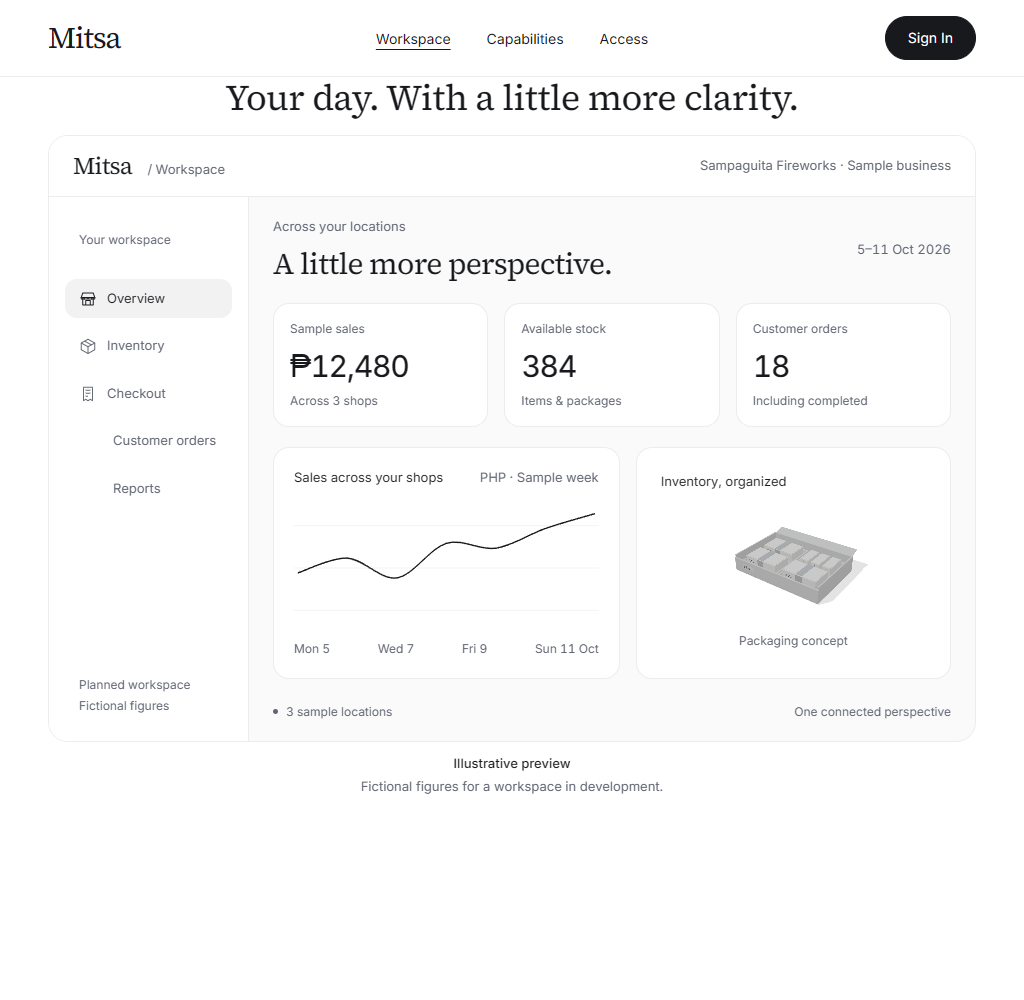 Mitsa
Workspace
Capabilities
Access
Sign In
Your day. With a little more clarity.
Mitsa / Workspace
Sampaguita Fireworks · Sample business
Your workspace
Overview
Inventory
Checkout
Customer orders
Reports
Planned workspace
Fictional figures
Across your locations
A little more perspective.
5–11 Oct 2026
Sample sales
₱12,480
Across 3 shops
Available stock
384
Items & packages
Customer orders
18
Including completed
Sales across your shops
PHP · Sample week
Mon 5
Wed 7
Fri 9
Sun 11 Oct
Inventory, organized
Packaging concept
3 sample locations
One connected perspective
Illustrative preview
Fictional figures for a workspace in development.